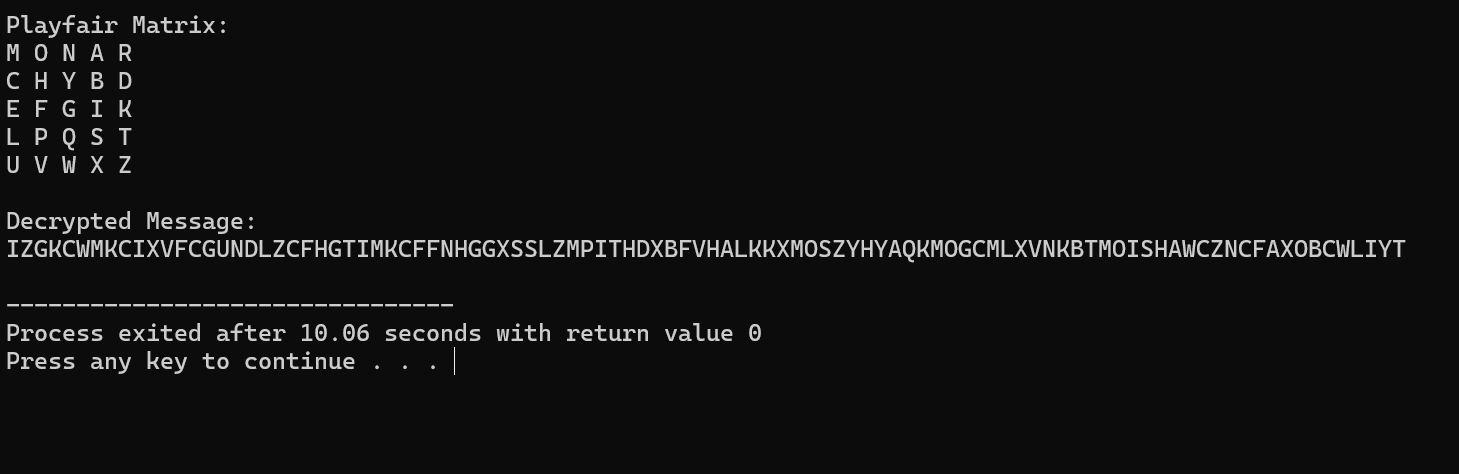 Playfair Matrix:
M O N A R
C H Y B D
E F G I K
L P Q S T
U V W X Z
Decrypted Message:
IZGKCWMKCIXVFCGUNDLZCFHGTIMKCFFNHGGXSSLZMPITHDXBFVHALKKXMOSZYHYAQKMOGCMLXVNKBTMOISHAWCZNCFAXOBCWLIYT
--------------------------------
Process exited after 10.06 seconds with return value 0
Press any key to continue . . .